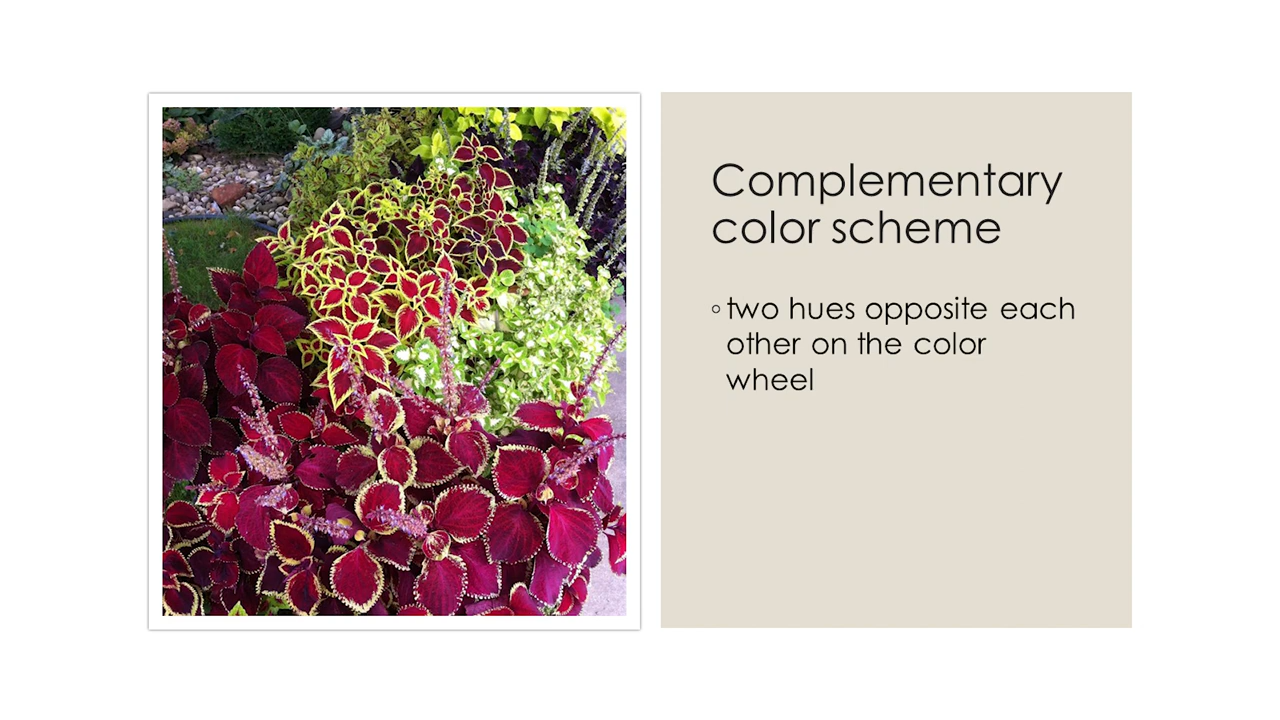 Complementary
color scheme
◦ two hues opposite each
other on the color
wheel